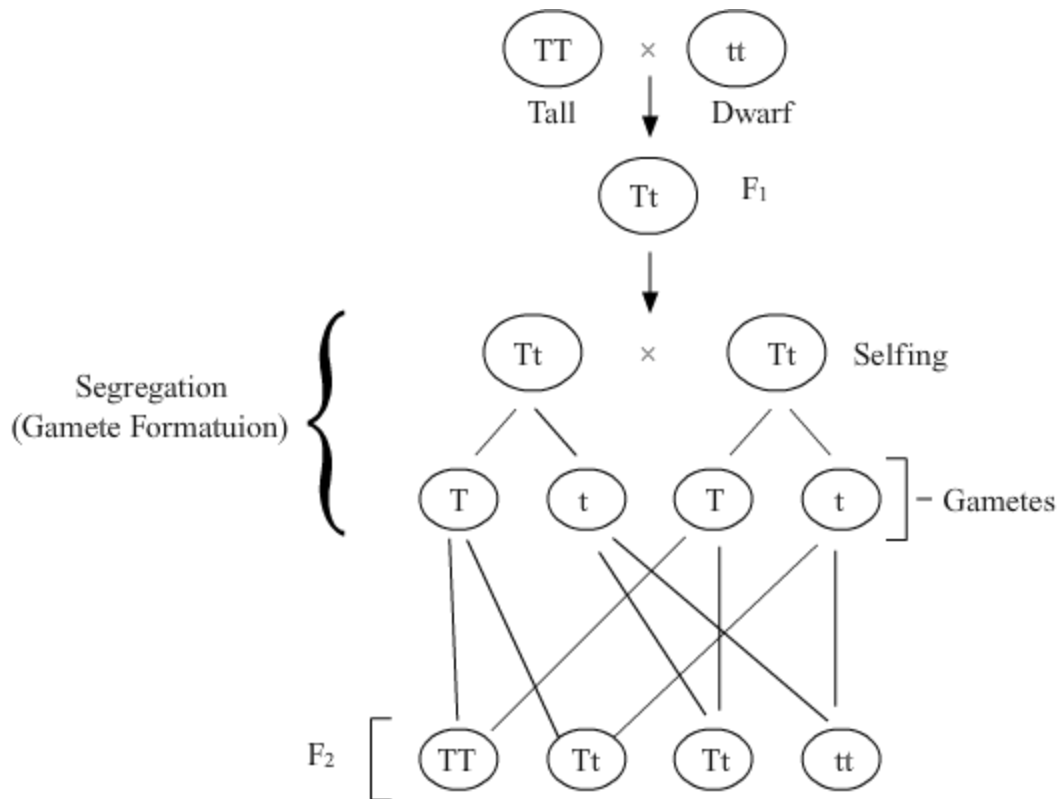 TT × tt
Tall Dwarf
Tt F₁
Tt × Tt Selfing
Segregation
(Gamete Formatuion)
T t T t – Gametes
F₂ TT Tt Tt tt